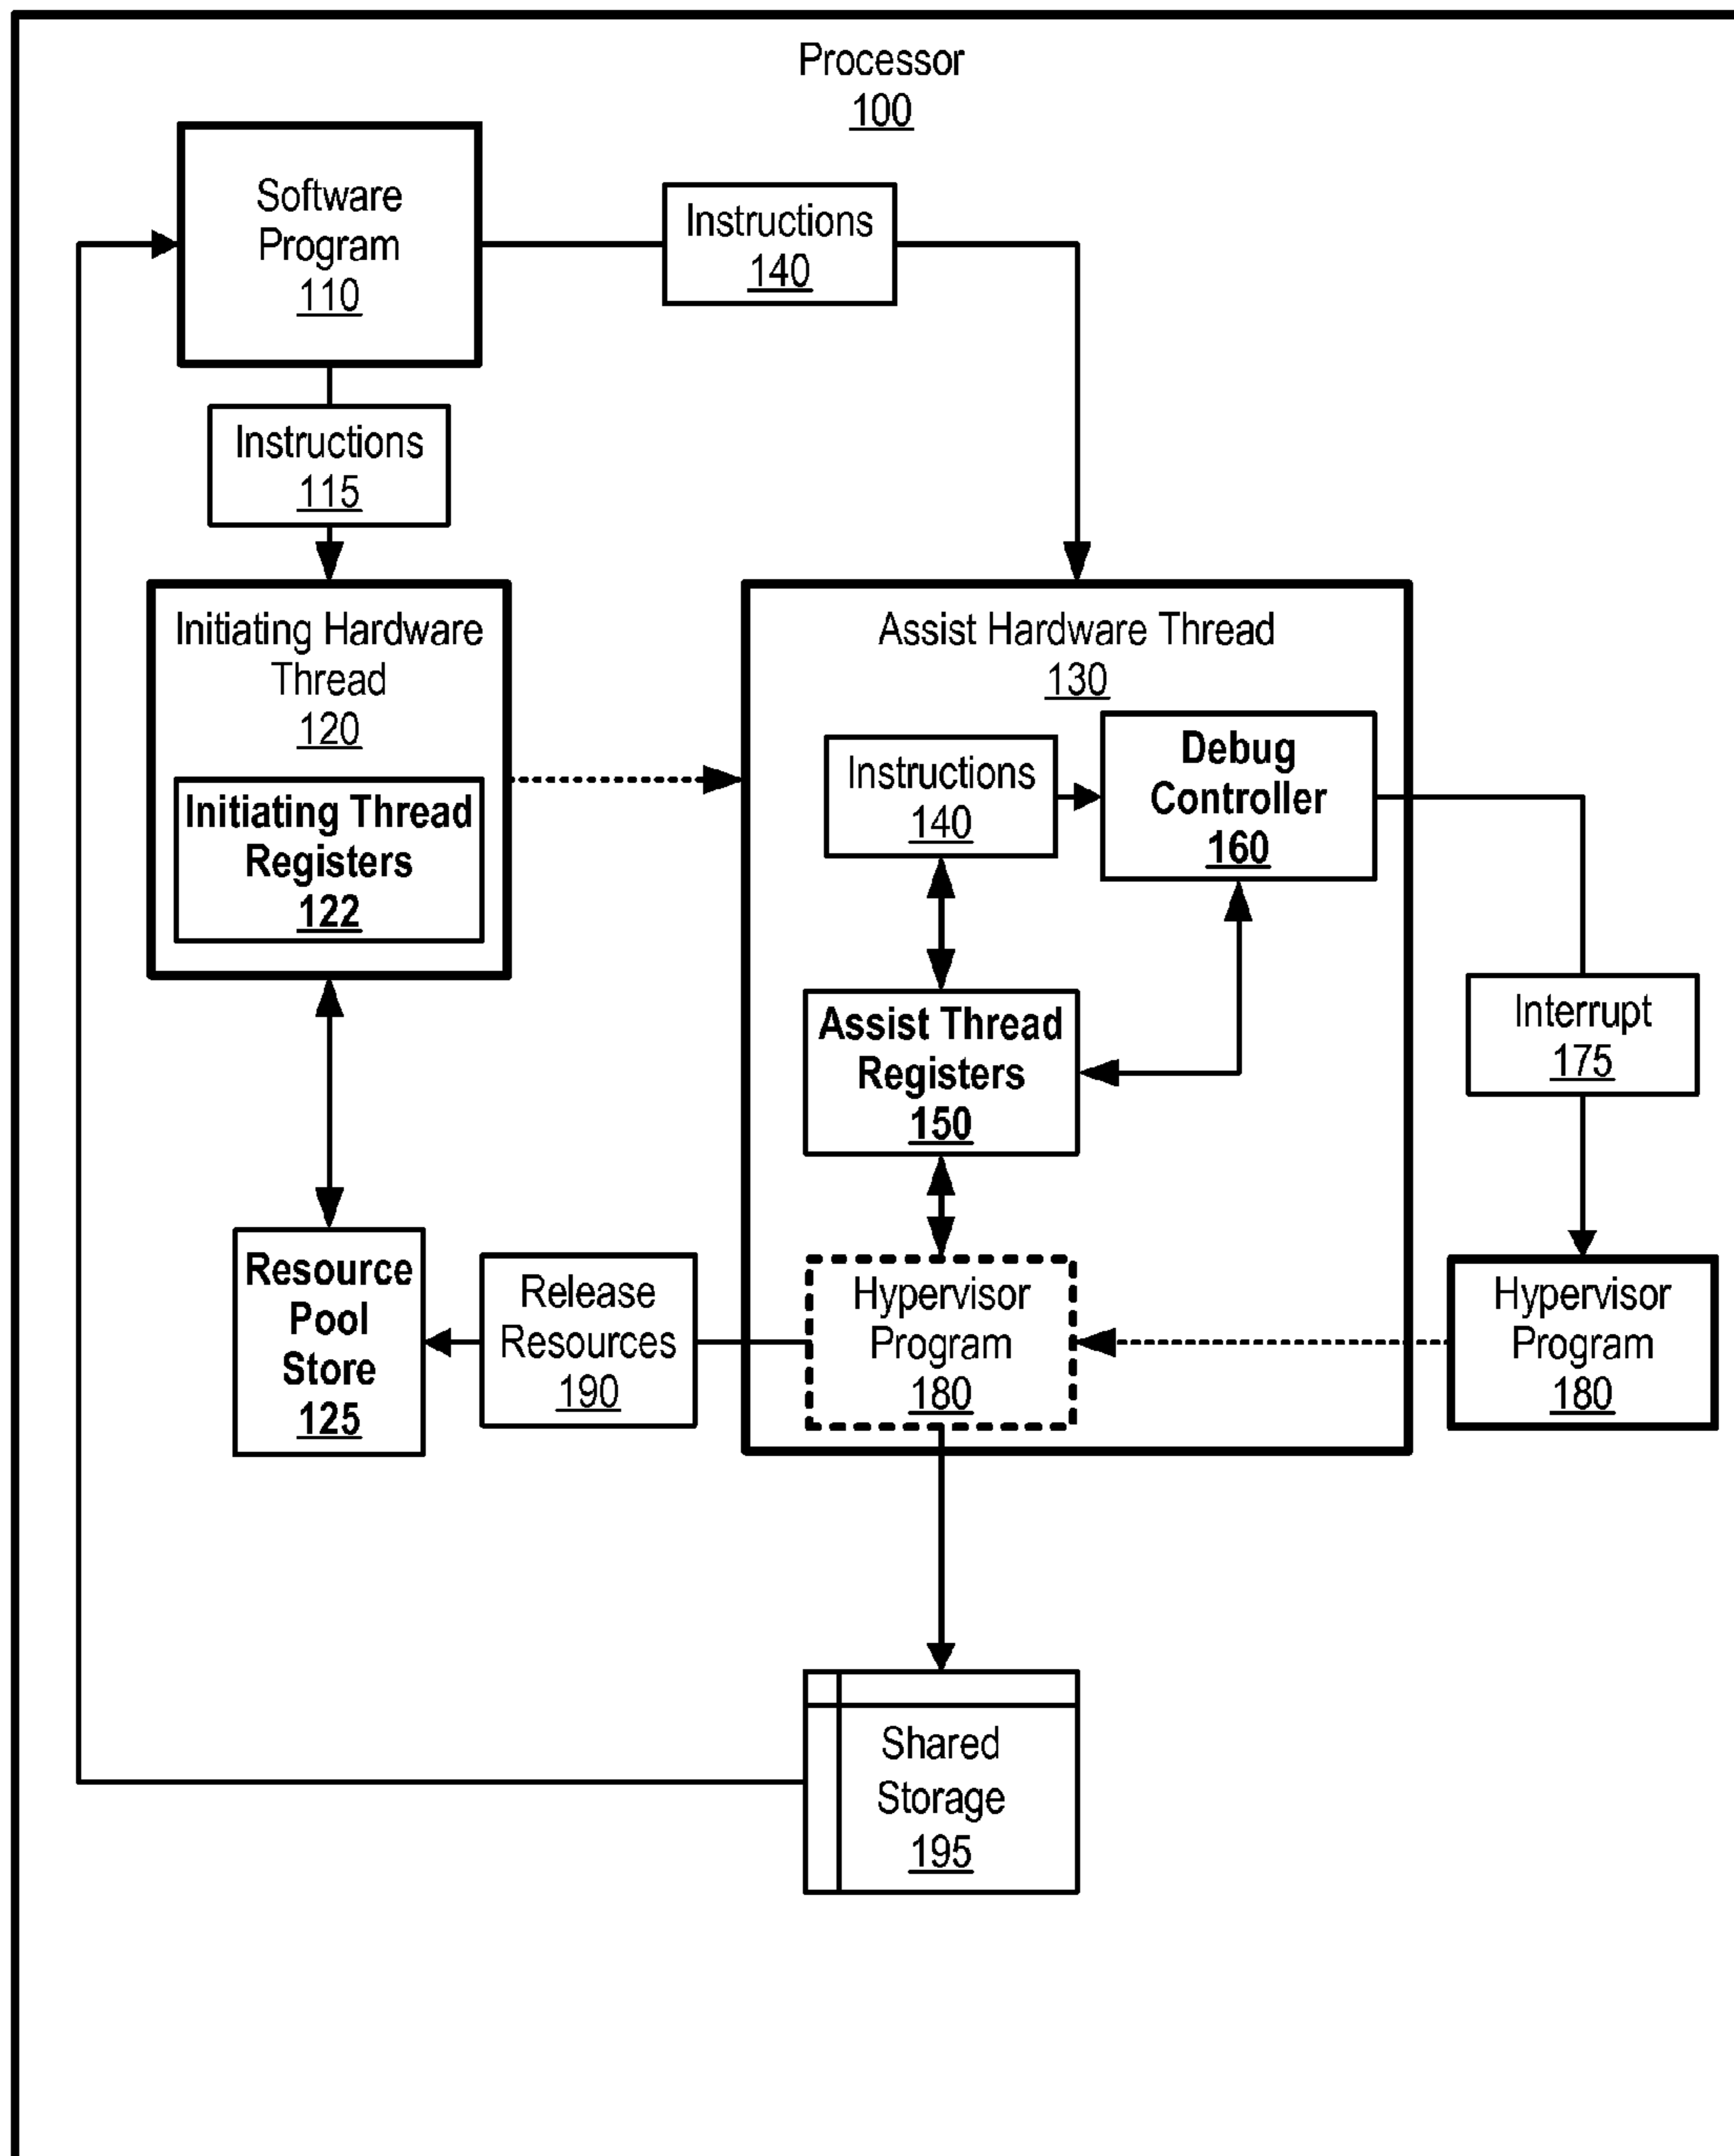 Processor
100
Software
Program
110
Instructions
140
Instructions
115
Initiating Hardware
Thread
120
Initiating Thread
Registers
122
Assist Hardware Thread
130
Instructions
140
Debug
Controller
160
Assist Thread
Registers
150
Interrupt
175
Resource
Pool
Store
125
Release
Resources
190
Hypervisor
Program
180
Hypervisor
Program
180
Shared
Storage
195